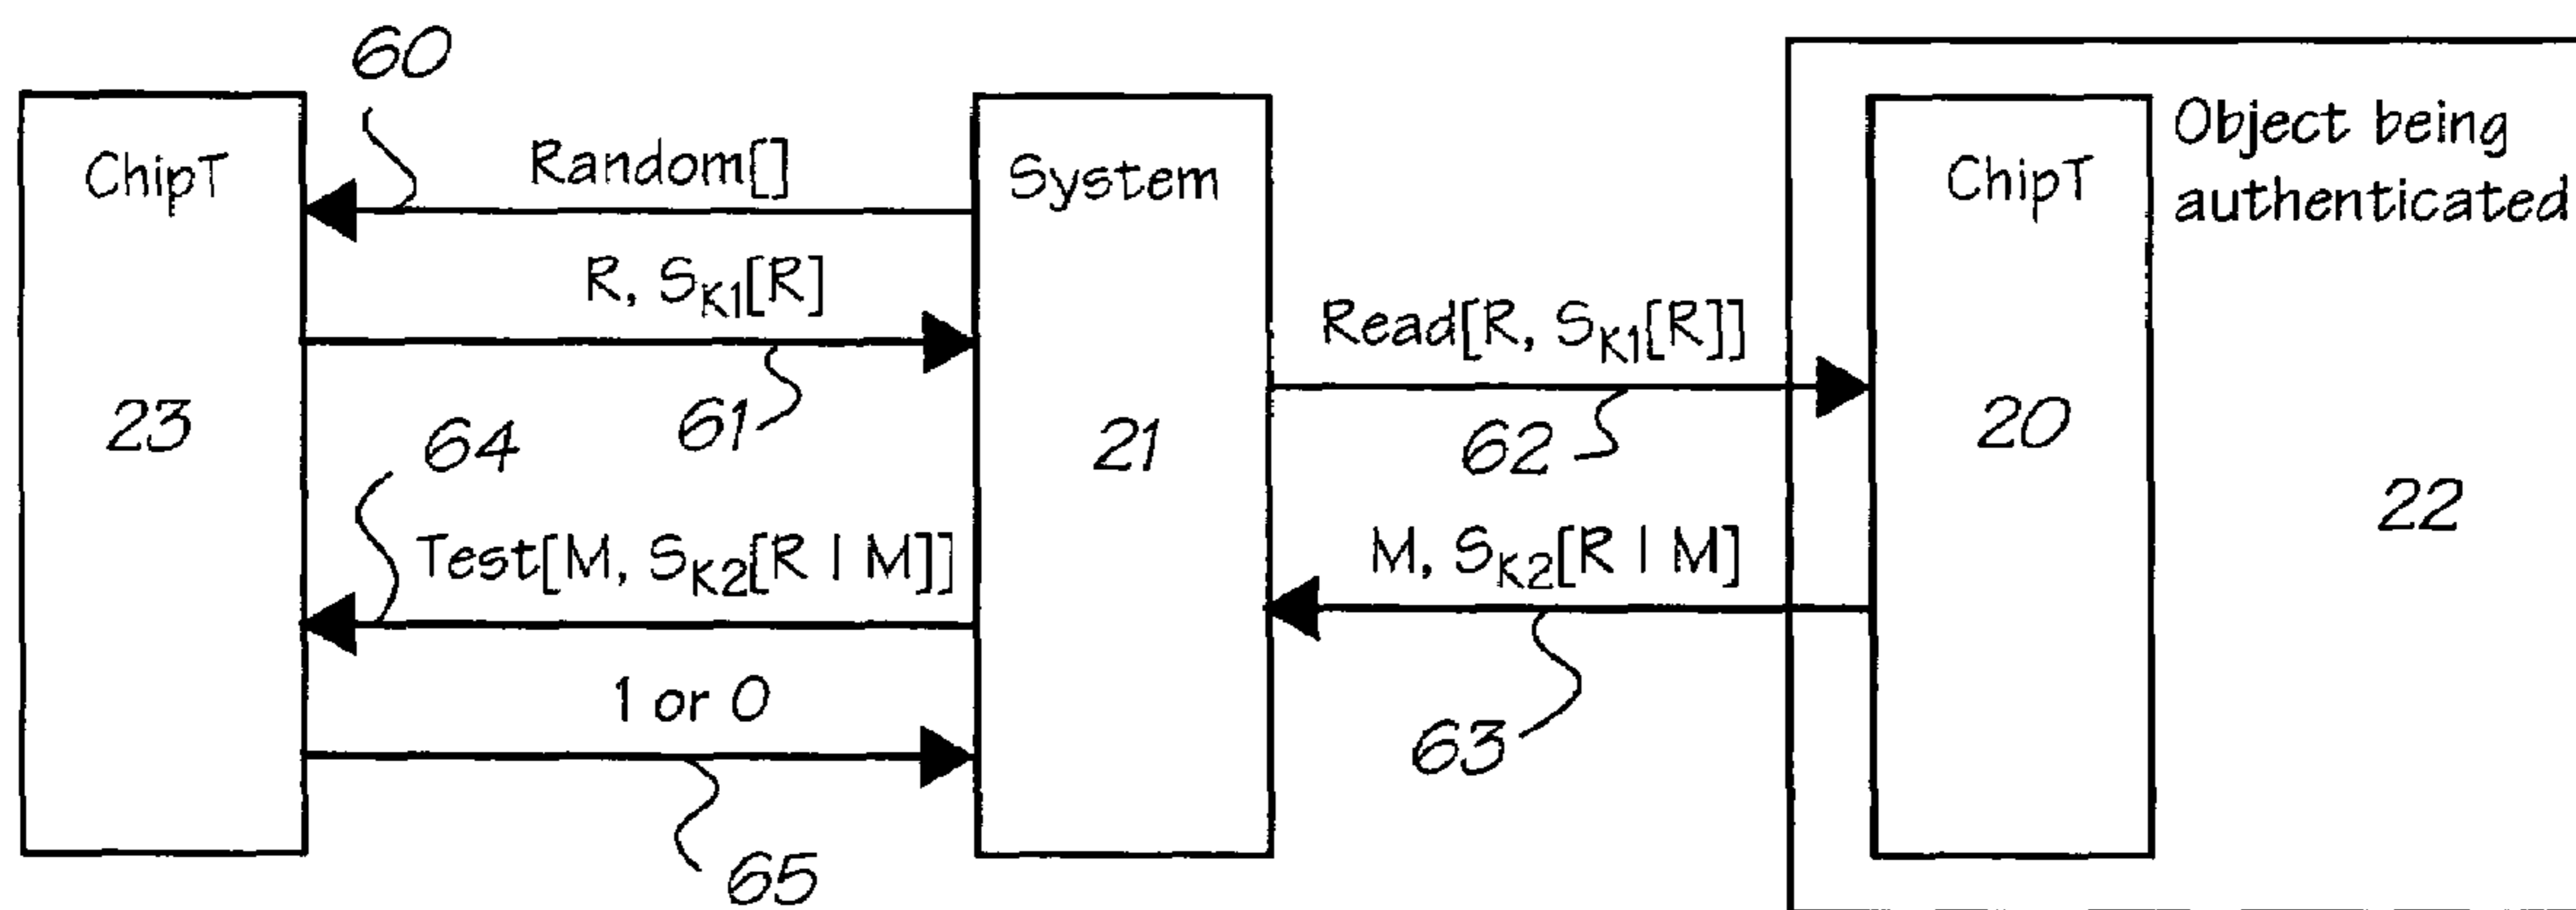 60
ChipT
Random[]
System
ChipT
Object being
authenticated
R, SK1[R]
Read[R, SK1[R]]
23
61
64
21
62
20
22
Test[M, SK2[R | M]]
M, SK2[R | M]
1 or 0
63
65